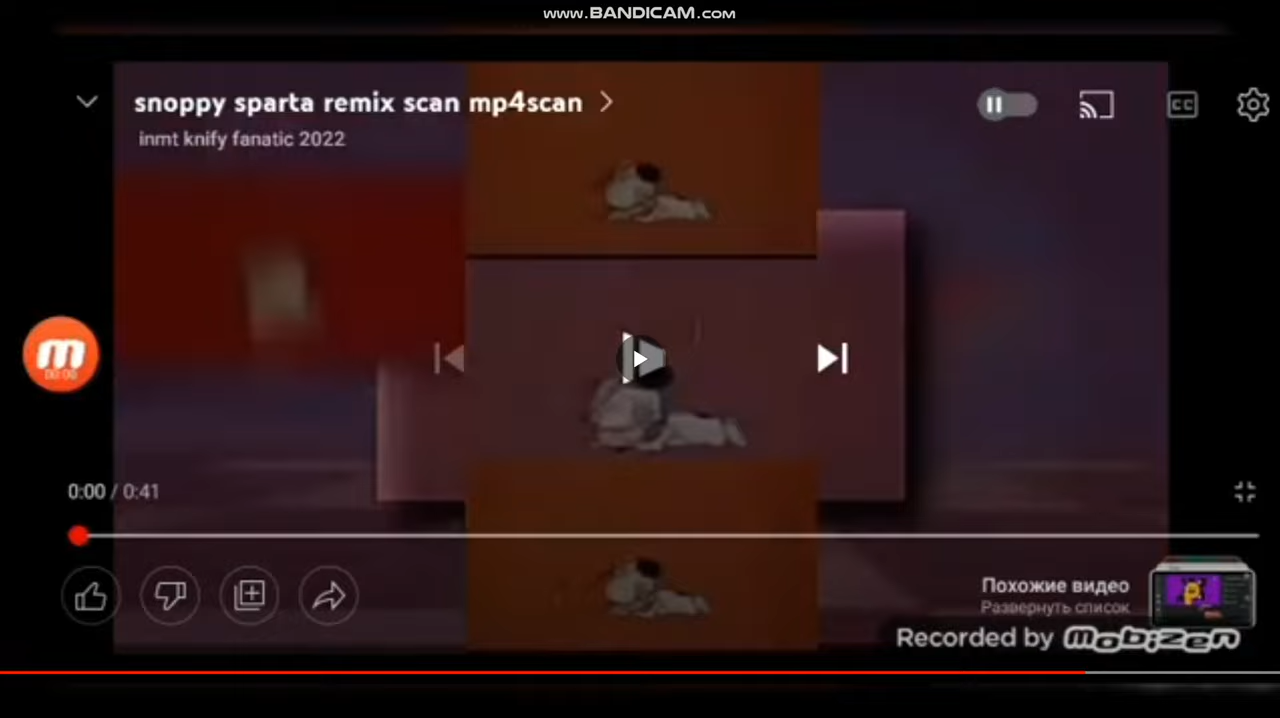 www.BANDICAM.com
snoppy sparta remix scan mp4scan
inmt knify fanatic 2022
CC
m
00:00
0:00 / 0:41
Похожие видео
Развернуть список
Recorded by mobizen